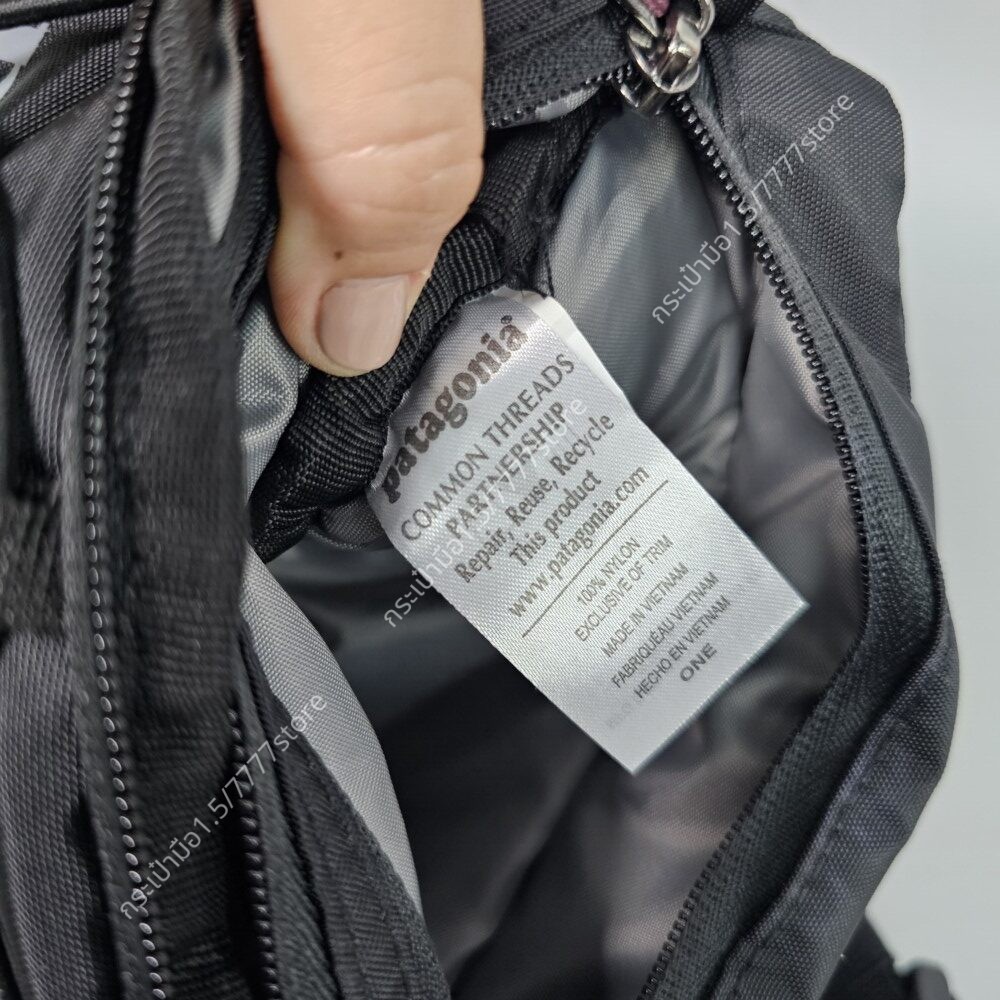 patagonia®
COMMON THREADS
PARTNERSHIP
Repair, Reuse, Recycle
This product
www.patagonia.com
100% NYLON
EXCLUSIVE OF TRIM
MADE IN VIETNAM
FABRIQUÉAU VIETNAM
HECHO EN VIETNAM
ONE
กระเป๋ามือ1.5/7777store
กระเป๋ามือ1.5/7777store
กระเป๋ามือ1.5/7777store